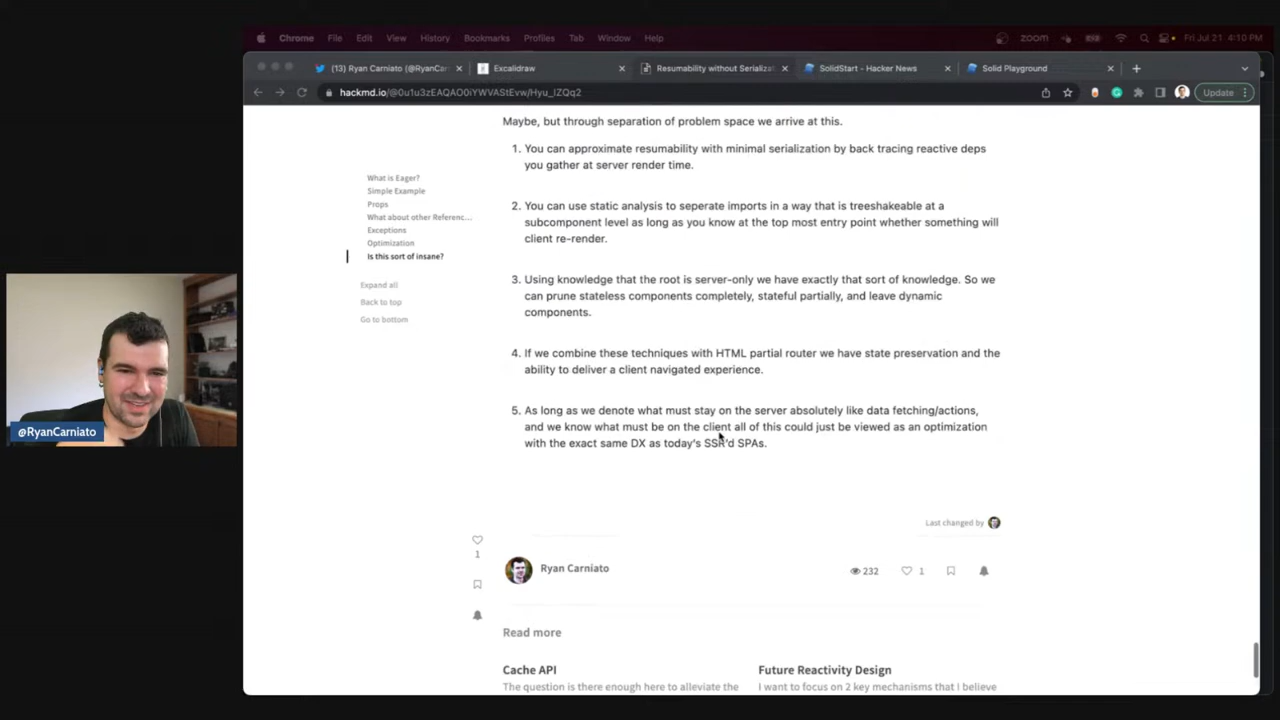 Chrome File Edit View History Bookmarks Profiles Tab Window Help zoom Fri Jul 21 4:10 PM
(13) Ryan Carniato (@RyanCar Excalidraw Resumability without Serializat SolidStart - Hacker News Solid Playground
hackmd.io/@0u1u3zEAQAO0iYWVAStEvw/Hyu_lZQq2 Update
Maybe, but through separation of problem space we arrive at this.
1. You can approximate resumability with minimal serialization by back tracing reactive deps
you gather at server render time.
2. You can use static analysis to seperate imports in a way that is treeshakeable at a
subcomponent level as long as you know at the top most entry point whether something will
client re-render.
3. Using knowledge that the root is server-only we have exactly that sort of knowledge. So we
can prune stateless components completely, stateful partially, and leave dynamic
components.
4. If we combine these techniques with HTML partial router we have state preservation and the
ability to deliver a client navigated experience.
5. As long as we denote what must stay on the server absolutely like data fetching/actions,
and we know what must be on the client all of this could just be viewed as an optimization
with the exact same DX as today's SSR'd SPAs.
What is Eager?
Simple Example
Props
What about other Referenc...
Exceptions
Optimization
Is this sort of insane?
Expand all
Back to top
Go to bottom
@RyanCarniato
Last changed by
1
Ryan Carniato
232 1
Read more
Cache API
The question is there enough here to alleviate the
Future Reactivity Design
I want to focus on 2 key mechanisms that I believe